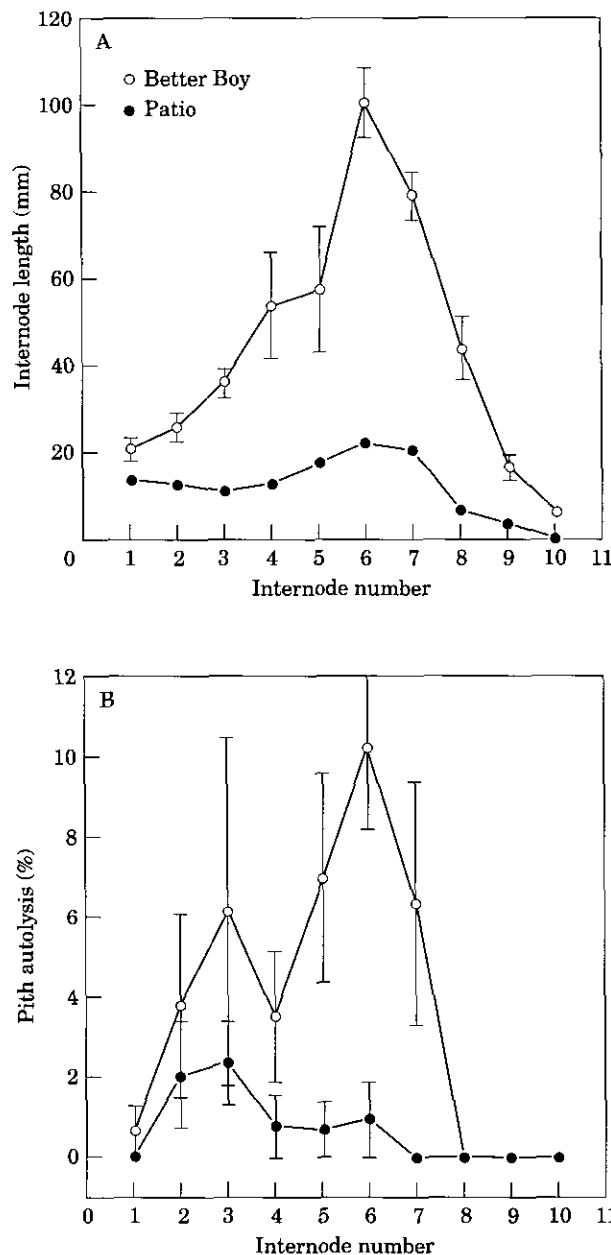 120
A
Better Boy
Patio
100
80
60
40
20
Internode length (mm)
0 1 2 3 4 5 6 7 8 9 10 11
Internode number
12
B
10
8
6
4
2
0
Pith autolysis (%)
0 1 2 3 4 5 6 7 8 9 10 11
Internode number